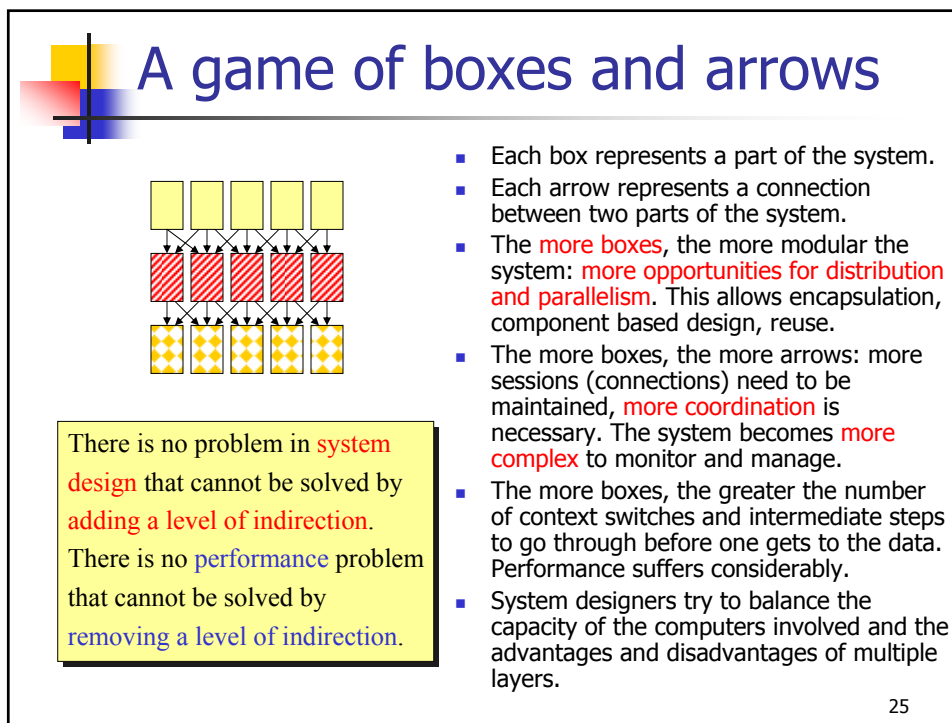 A game of boxes and arrows
Each box represents a part of the system.
Each arrow represents a connection
between two parts of the system.
The more boxes, the more modular the
system: more opportunities for distribution
and parallelism. This allows encapsulation,
component based design, reuse.
The more boxes, the more arrows: more
sessions (connections) need to be
maintained, more coordination is
necessary. The system becomes more
complex to monitor and manage.
The more boxes, the greater the number
of context switches and intermediate steps
to go through before one gets to the data.
Performance suffers considerably.
System designers try to balance the
capacity of the computers involved and the
advantages and disadvantages of multiple
layers.
There is no problem in system
design that cannot be solved by
adding a level of indirection.
There is no performance problem
that cannot be solved by
removing a level of indirection.
25